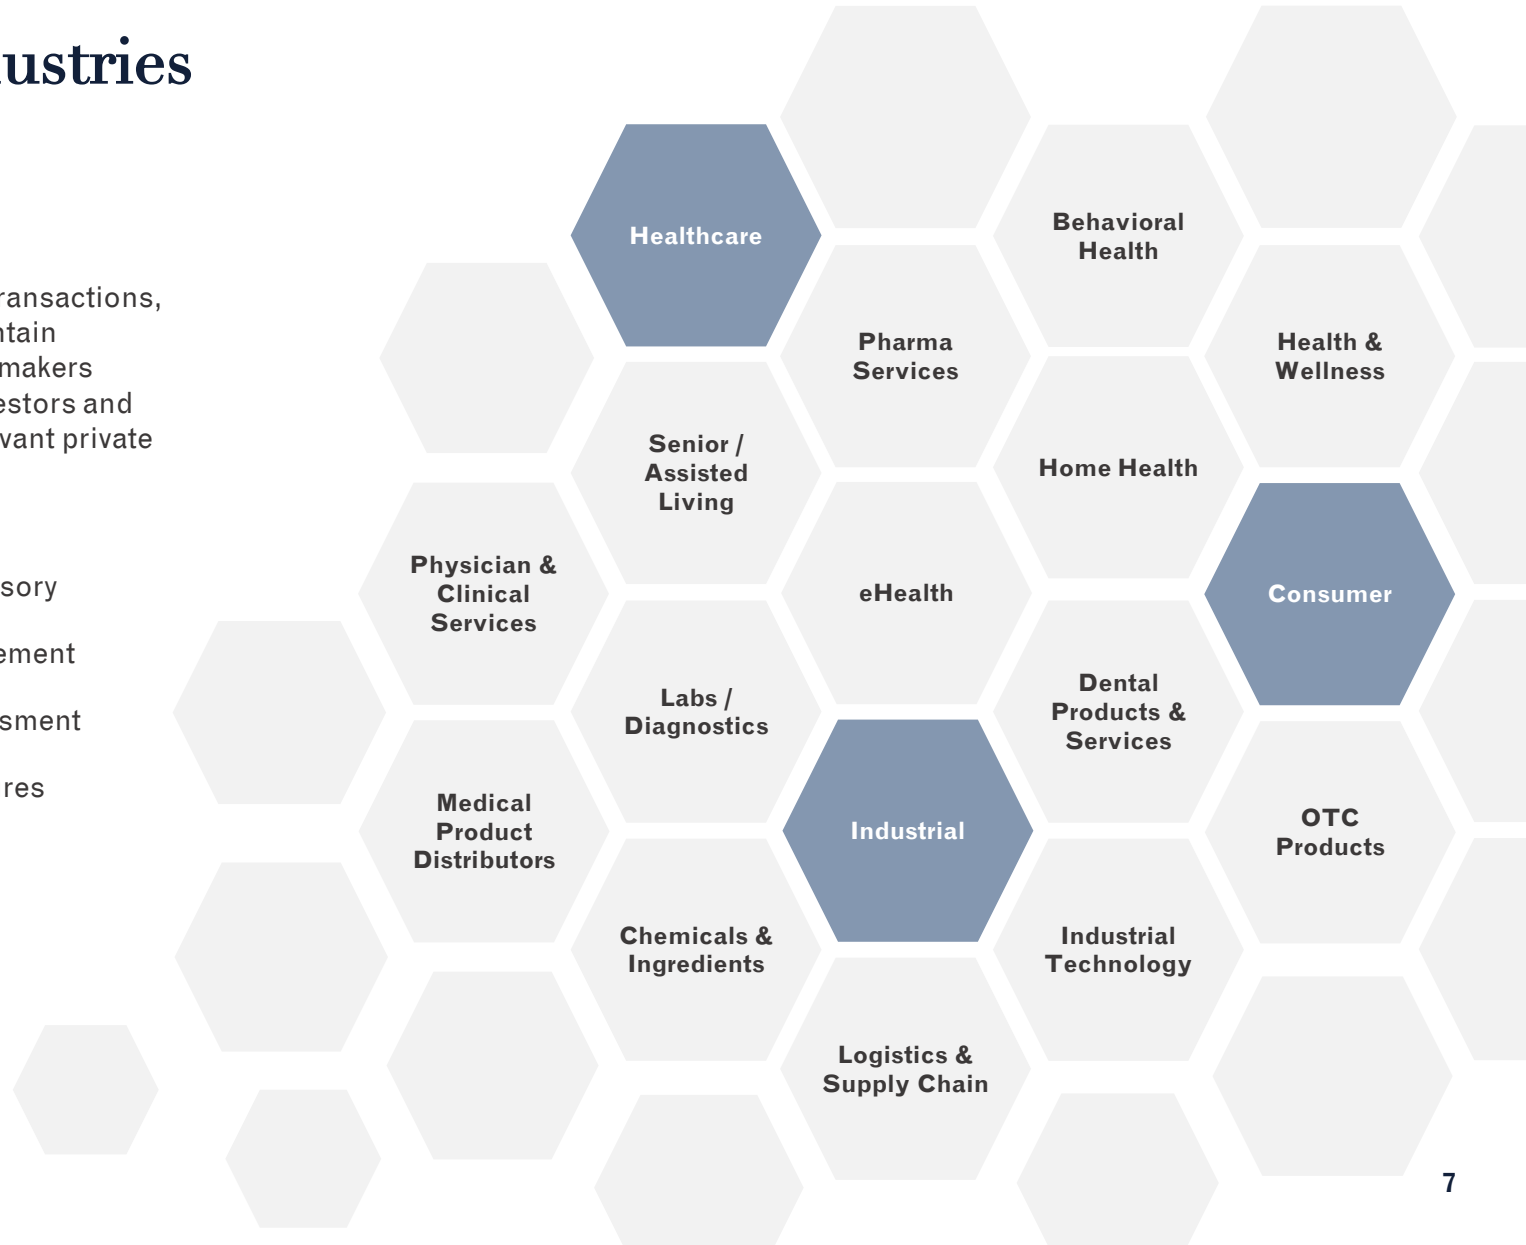 ustries
ransactions,
ntain
makers
estors and
vant private
sory
ement
sment
res
Healthcare
Behavioral
Health
Pharma
Services
Health &
Wellness
Senior /
Assisted
Living
Home Health
Physician &
Clinical
Services
eHealth
Consumer
Labs /
Diagnostics
Dental
Products &
Services
Medical
Product
Distributors
Industrial
OTC
Products
Chemicals &
Ingredients
Industrial
Technology
Logistics &
Supply Chain
7